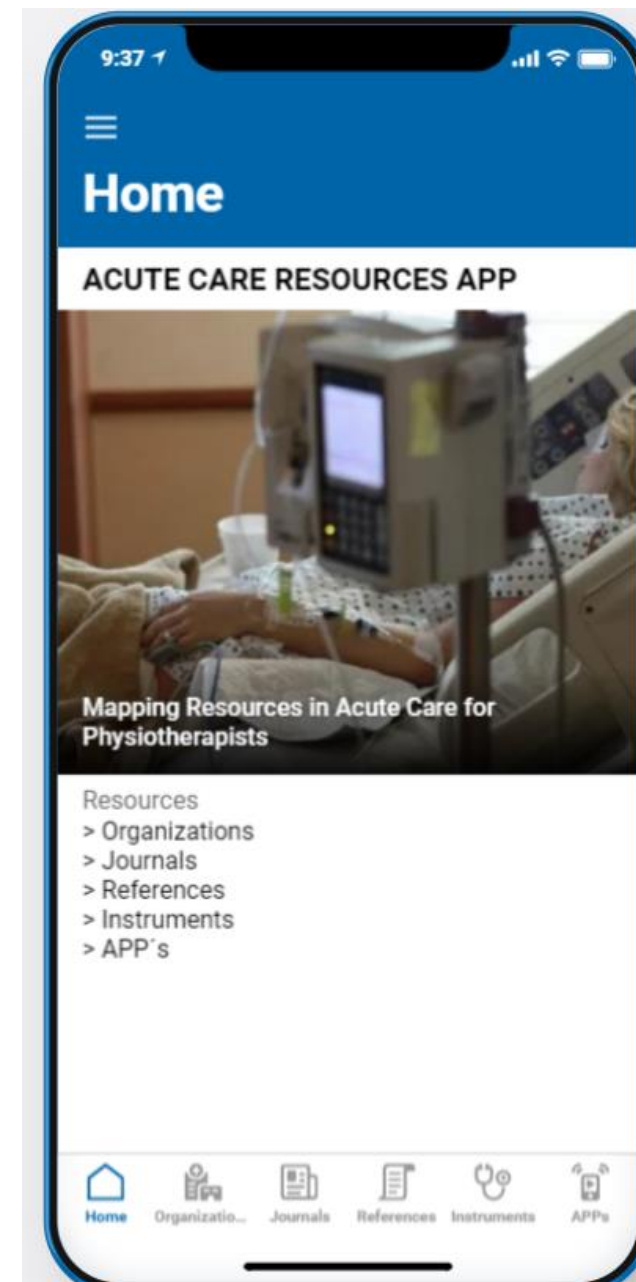 9:37
Home
ACUTE CARE RESOURCES APP
Mapping Resources in Acute Care for
Physiotherapists
Resources
> Organizations
> Journals
> References
> Instruments
> APP´s
Home Organizatio... Journals References Instruments APPs